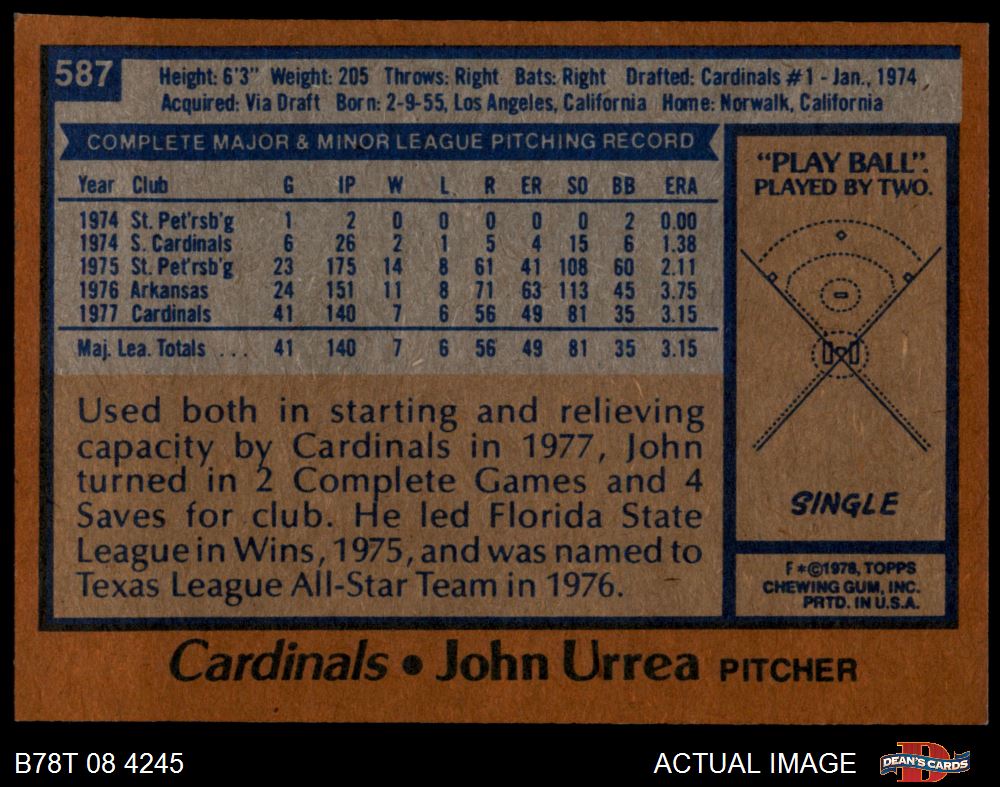 587
Height: 6'3" Weight: 205 Throws: Right Bats: Right Drafted: Cardinals #1 - Jan., 1974
Acquired: Via Draft Born: 2-9-55, Los Angeles, California Home: Norwalk, California
COMPLETE MAJOR & MINOR LEAGUE PITCHING RECORD
Year Club G IP W L R ER SO BB ERA
1974 St. Pet'rsb'g 1 2 0 0 0 0 0 2 0.00
1974 S. Cardinals 6 26 2 1 5 4 15 6 1.38
1975 St. Pet'rsb'g 23 175 14 8 61 41 108 60 2.11
1976 Arkansas 24 151 11 8 71 63 113 45 3.75
1977 Cardinals 41 140 7 6 56 49 81 35 3.15
Maj. Lea. Totals ... 41 140 7 6 56 49 81 35 3.15
Used both in starting and relieving
capacity by Cardinals in 1977, John
turned in 2 Complete Games and 4
Saves for club. He led Florida State
League in Wins, 1975, and was named to
Texas League All-Star Team in 1976.
"PLAY BALL".
PLAYED BY TWO.
SINGLE
F *©1978, TOPPS
CHEWING GUM, INC.
PRTD. IN U.S.A.
Cardinals • John Urrea PITCHER
B78T 08 4245
ACTUAL IMAGE
DEAN'S CARDS